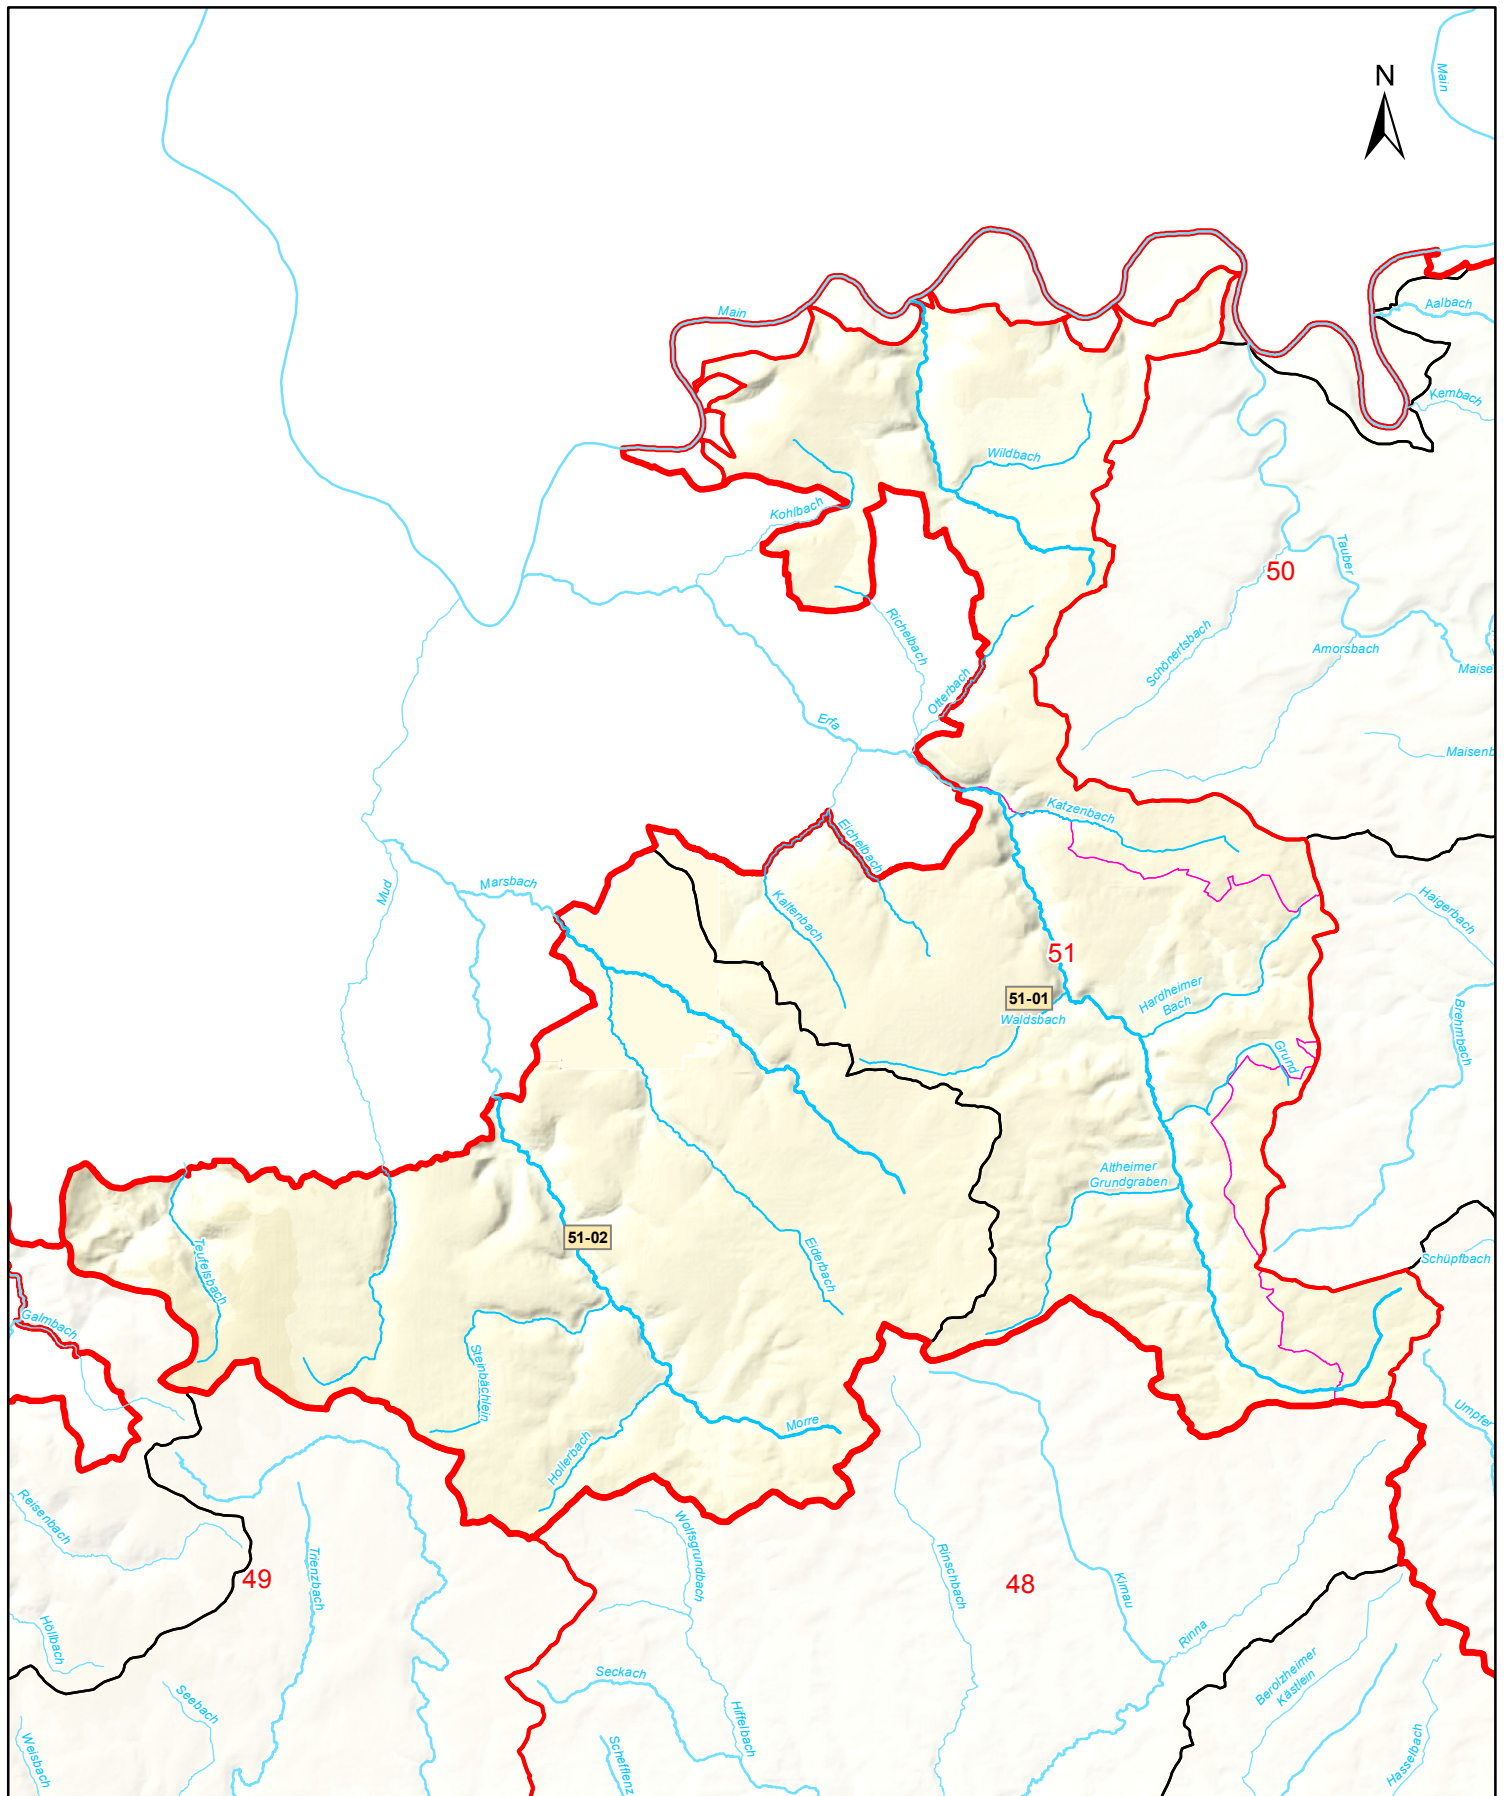 N
Main
Main
Aalbach
Kembach
Wildbach
Kohlbach
Tauber
50
Richelbach
Schönertsbach
Amorsbach
Maise
Otterbach
Erfa
Maisenb
Katzenbach
Eichelbach
Marsbach
Mud
Kaltenbach
Haigerbach
51
51-01
Waldsbach
Hardheimer
Bach
Brehmbach
Grund
Altheimer
Grundgraben
51-02
Teufelsbach
Eiderbach
Schüpfbach
Galmbach
Steinbächlein
Morre
Umpfer
Hollerbach
Reisenbach
Wolfsgrundbach
Trienzbach
49
Rinschbach
48
Kirnau
Rinna
Höllbach
Seckach
Berolzheimer
Kästlein
Seebach
Hiffelbach
Weisbach
Schefflenz
Hasselbach